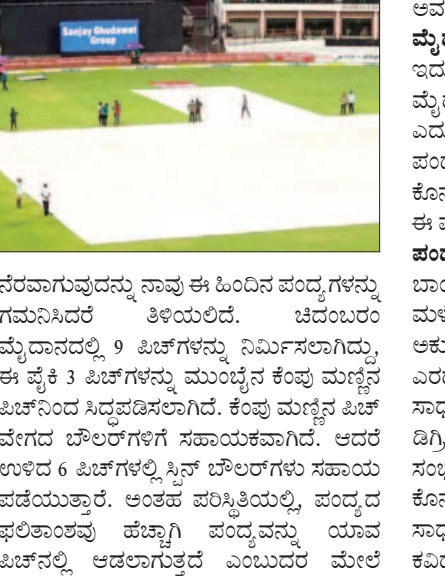 Sanjay Ghodawat
Group
ನೆರವಾಗುವುದನ್ನು ನಾವು ಈ ಹಿಂದಿನ ಪಂದ್ಯಗಳನ್ನು
ಗಮನಿಸಿದರೆ ತಿಳಿಯಲಿದೆ. ಚಿದಂಬರಂ
ಮೈದಾನದಲ್ಲಿ 9 ಪಿಚ್‌ಗಳನ್ನು ನಿರ್ಮಿಸಲಾಗಿದ್ದು,
ಈ ಪೈಕಿ 3 ಪಿಚ್‌ಗಳನ್ನು ಮುಂಬೈನ ಕೆಂಪು ಮಣ್ಣಿನ
ಪಿಚ್‌ನಿಂದ ಸಿದ್ಧಪಡಿಸಲಾಗಿದೆ. ಕೆಂಪು ಮಣ್ಣಿನ ಪಿಚ್
ವೇಗದ ಬೌಲರ್‌ಗಳಿಗೆ ಸಹಾಯಕವಾಗಿದೆ. ಆದರೆ
ಉಳಿದ 6 ಪಿಚ್‌ಗಳಲ್ಲಿ ಸ್ಪಿನ್ ಬೌಲರ್‌ಗಳು ಸಹಾಯ
ಪಡೆಯುತ್ತಾರೆ. ಅಂತಹ ಪರಿಸ್ಥಿತಿಯಲ್ಲಿ, ಪಂದ್ಯದ
ಫಲಿತಾಂಶವು ಹೆಚ್ಚಾಗಿ ಪಂದ್ಯವನ್ನು ಯಾವ
ಪಿಚ್‌ನಲ್ಲಿ ಆಡಲಾಗುತ್ತದೆ ಎಂಬುದರ ಮೇಲೆ